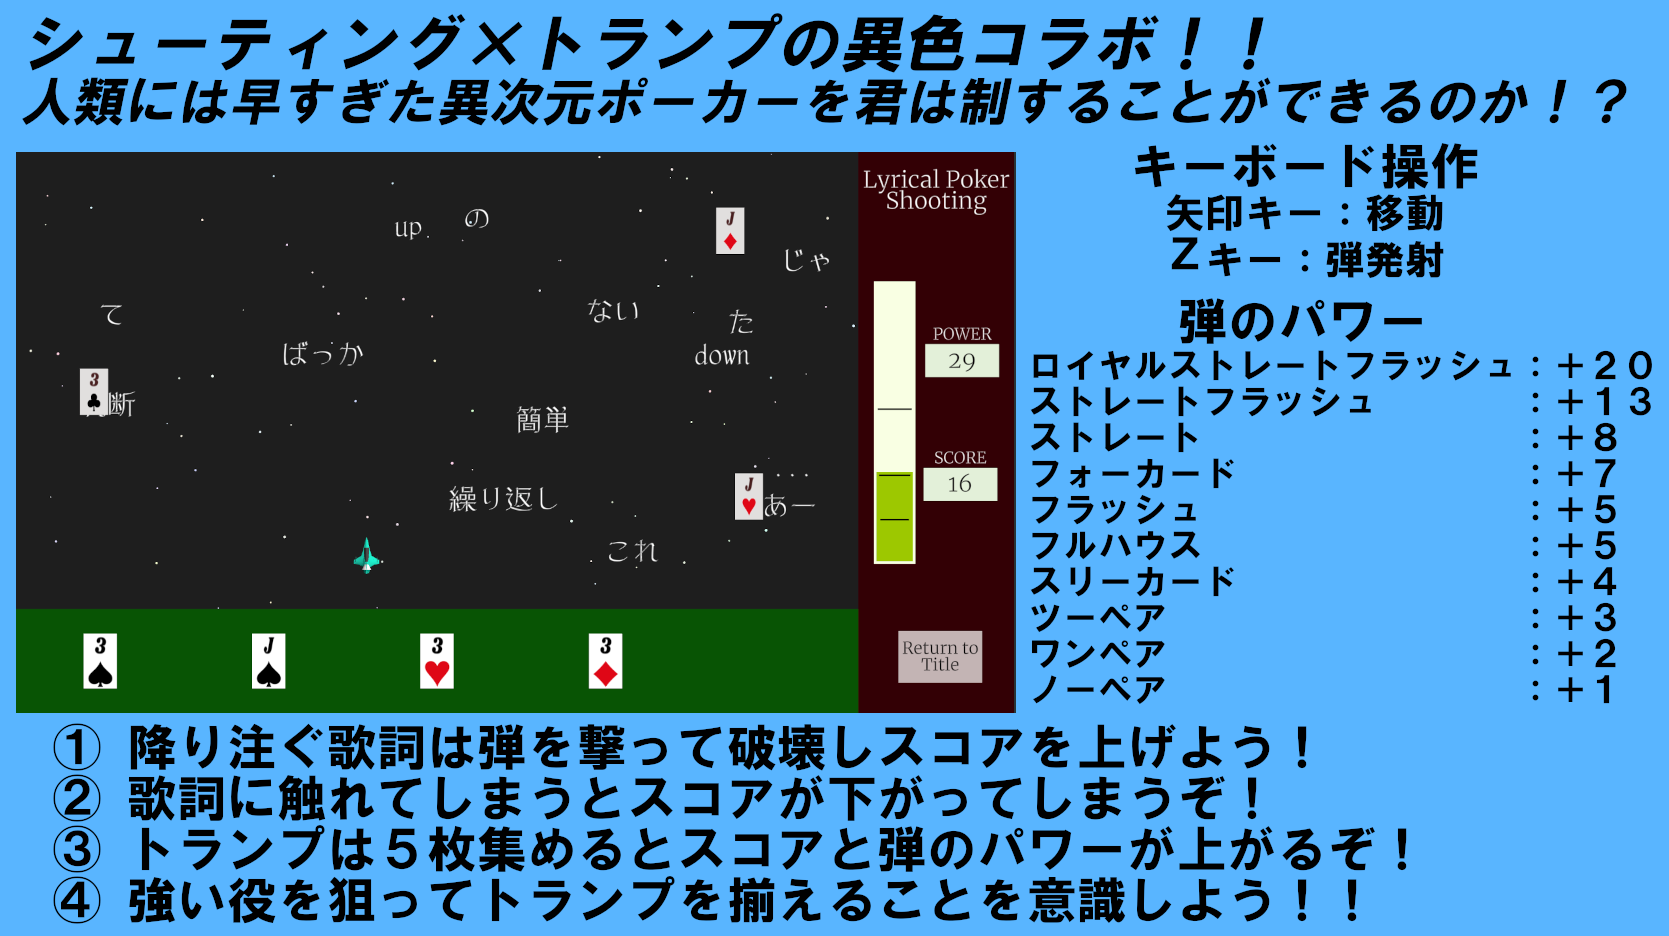 シューティング×トランプの異色コラボ！！
人類には早すぎた異次元ポーカーを君は制することができるのか！？
Lyrical Poker
Shooting
up
の
J
じゃ
て
ない
た
ばっか
down
3
断
簡単
POWER
29
SCORE
16
繰り返し
J
…
あー
これ
3
J
3
3
Return to
Title
キーボード操作
矢印キー：移動
Zキー：弾発射
弾のパワー
ロイヤルストレートフラッシュ：＋２０
ストレートフラッシュ：＋１３
ストレート：＋８
フォーカード：＋７
フラッシュ：＋５
フルハウス：＋５
スリーカード：＋４
ツーペア：＋３
ワンペア：＋２
ノーペア：＋１
① 降り注ぐ歌詞は弾を撃って破壊しスコアを上げよう！
② 歌詞に触れてしまうとスコアが下がってしまうぞ！
③ トランプは５枚集めるとスコアと弾のパワーが上がるぞ！
④ 強い役を狙ってトランプを揃えることを意識しよう！！